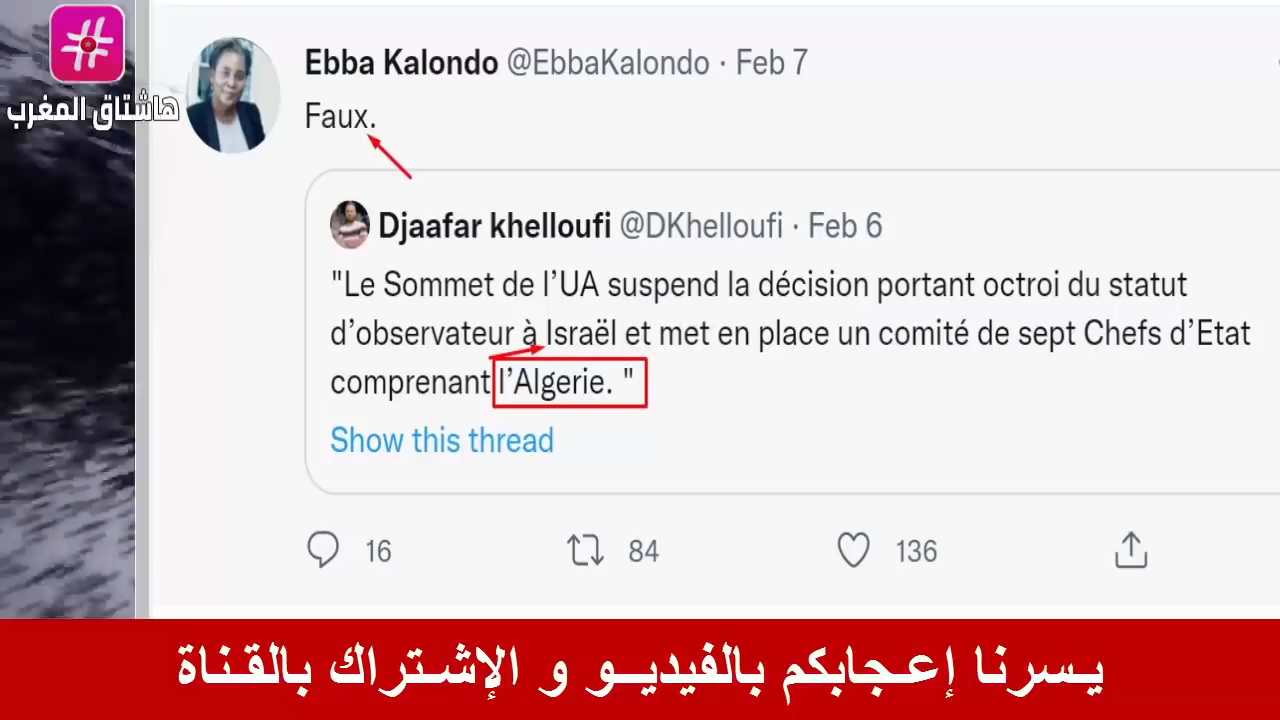 هاشتاق المغرب
Ebba Kalondo @EbbaKalondo · Feb 7
Faux.
Djaafar khelloufi @DKhelloufi · Feb 6
"Le Sommet de l’UA suspend la décision portant octroi du statut
d’observateur à Israël et met en place un comité de sept Chefs d’Etat
comprenant l’Algerie. "
Show this thread
16 84 136
يسرنا إعجابكم بالفيديو و الإشتراك بالقناة